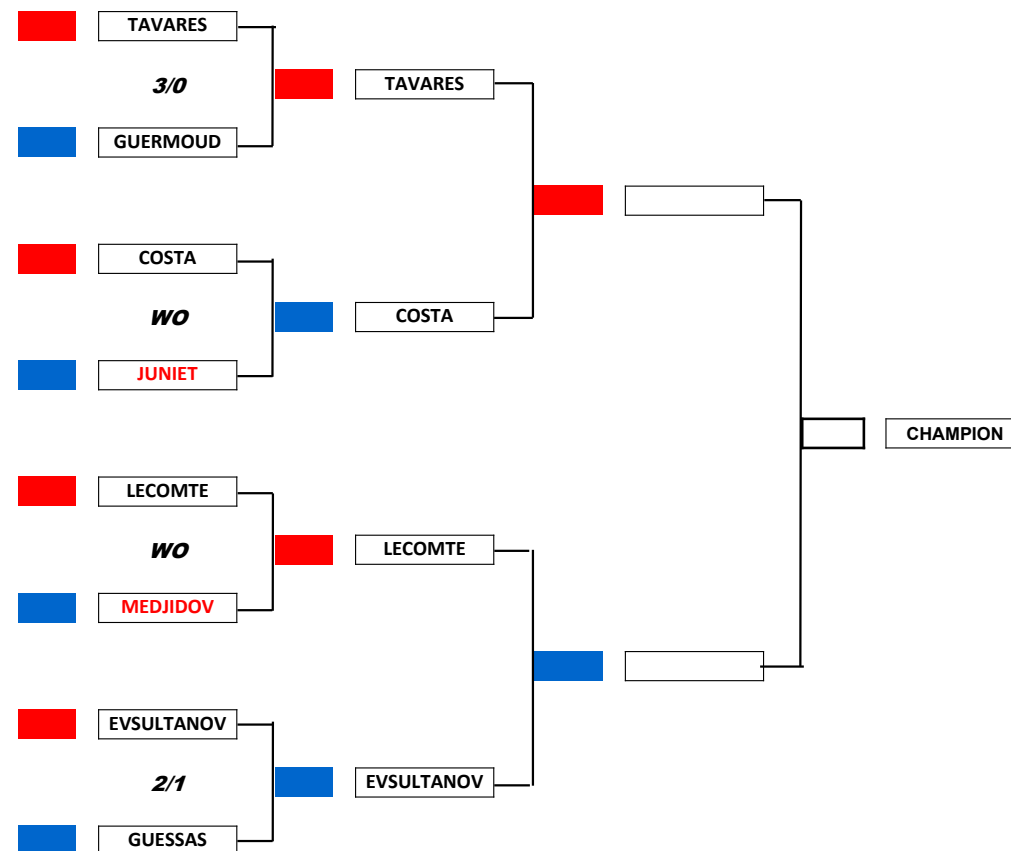 TAVARES
3/0
TAVARES
GUERMOUD
COSTA
WO
COSTA
JUNIET
CHAMPION
LECOMTE
WO
LECOMTE
MEDJIDOV
EVSULTANOV
2/1
EVSULTANOV
GUESSAS